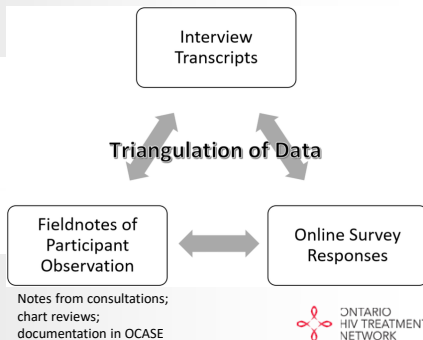 Interview
Transcripts
Triangulation of Data
Fieldnotes of
Participant
Observation
Online Survey
Responses
Notes from consultations;
chart reviews;
documentation in OCASE
ONTARIO
HIV TREATMENT
NETWORK